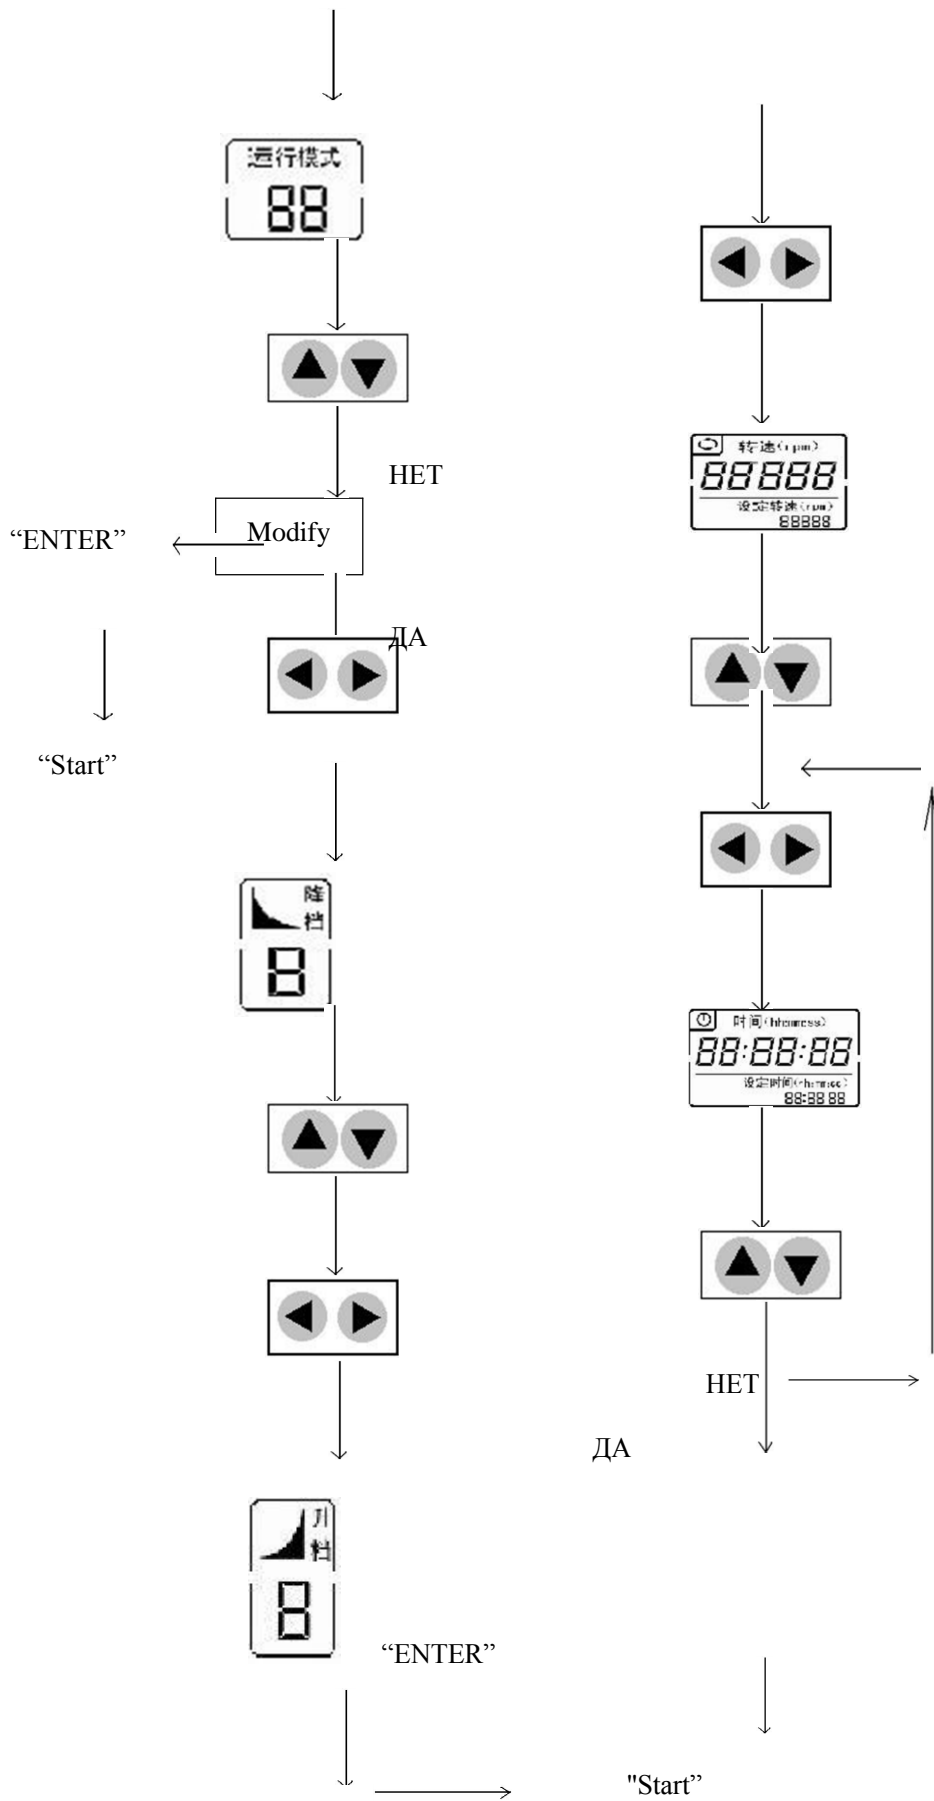 运行模式
88
НЕТ
Modify
“ENTER”
ДА
“Start”
降
档
8
升
档
8
“ENTER”
转速(rpm)
88888
设定转速(rpm)
88888
时间(hh:mm:ss)
88:88:88
设定时间(hh:mm:ss)
88:88 88
НЕТ
ДА
"Start”